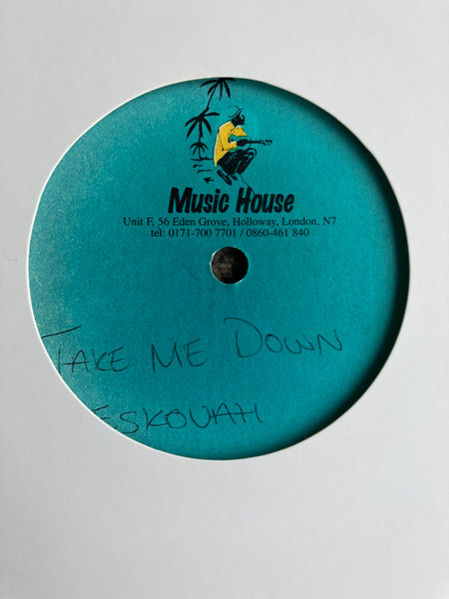 Music House
Unit F, 56 Eden Grove, Holloway, London, N7
tel: 0171-700 7701 / 0860-461 840
TAKE ME DOWN
ESKOVAH